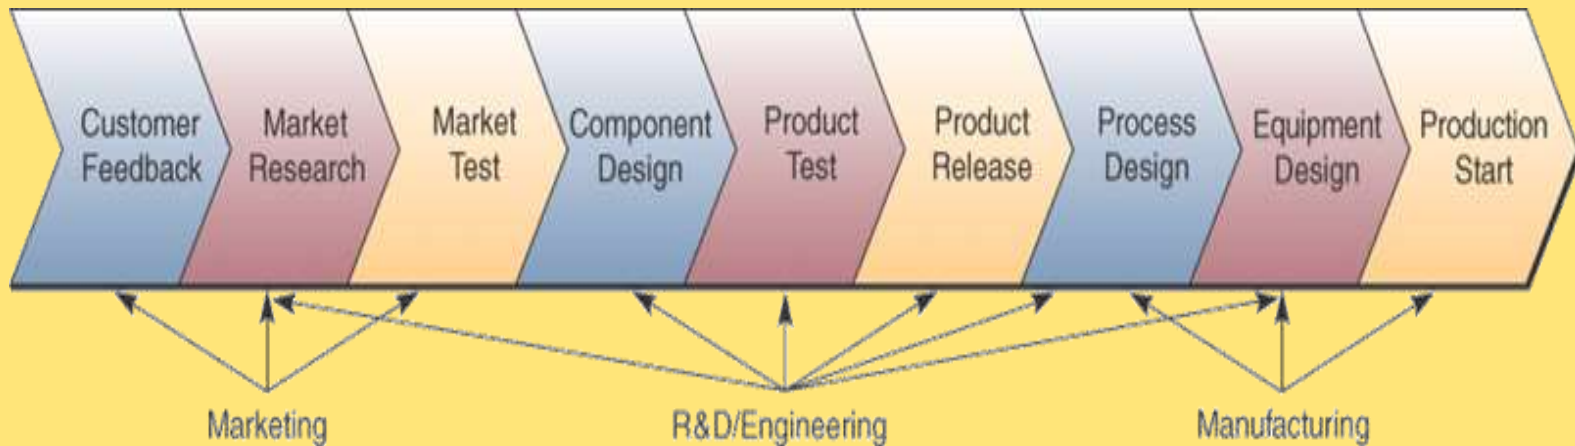 Customer
Feedback
Market
Research
Market
Test
Component
Design
Product
Test
Product
Release
Process
Design
Equipment
Design
Production
Start
Marketing
R&D/Engineering
Manufacturing